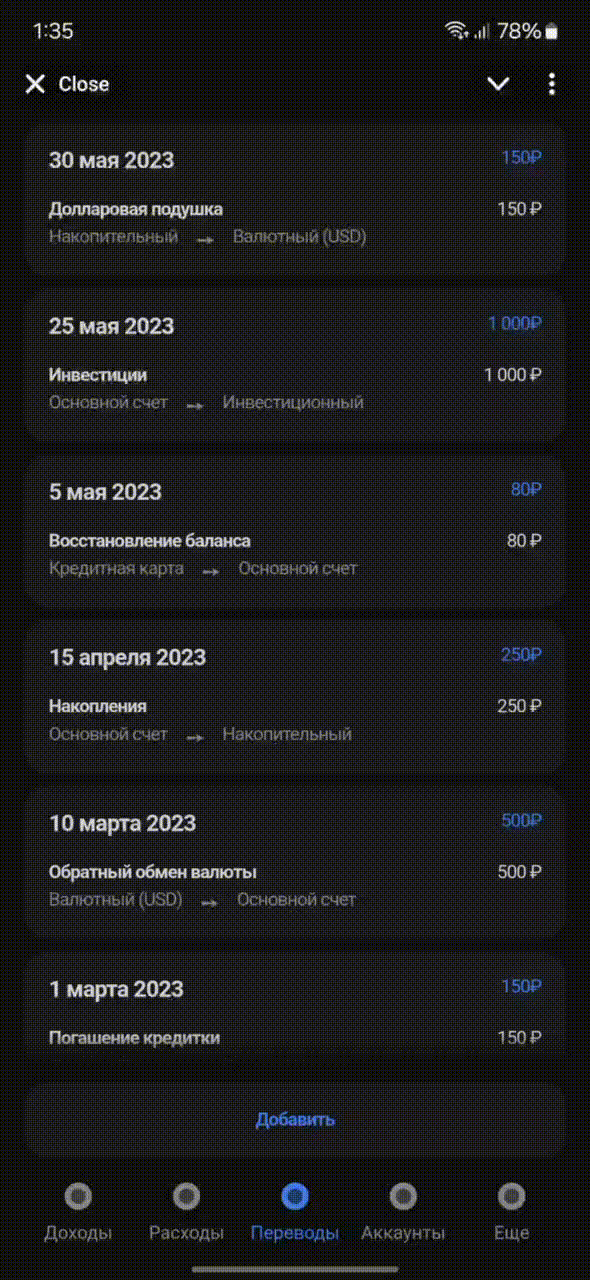 1:35 78%
Close
30 мая 2023 150₽
Долларовая подушка 150 ₽
Накопительный → Валютный (USD)
25 мая 2023 1 000₽
Инвестиции 1 000 ₽
Основной счет → Инвестиционный
5 мая 2023 80₽
Восстановление баланса 80 ₽
Кредитная карта → Основной счет
15 апреля 2023 250₽
Накопления 250 ₽
Основной счет → Накопительный
10 марта 2023 500₽
Обратный обмен валюты 500 ₽
Валютный (USD) → Основной счет
1 марта 2023 150₽
Погашение кредитки 150 ₽
Добавить
Доходы Расходы Переводы Аккаунты Еще